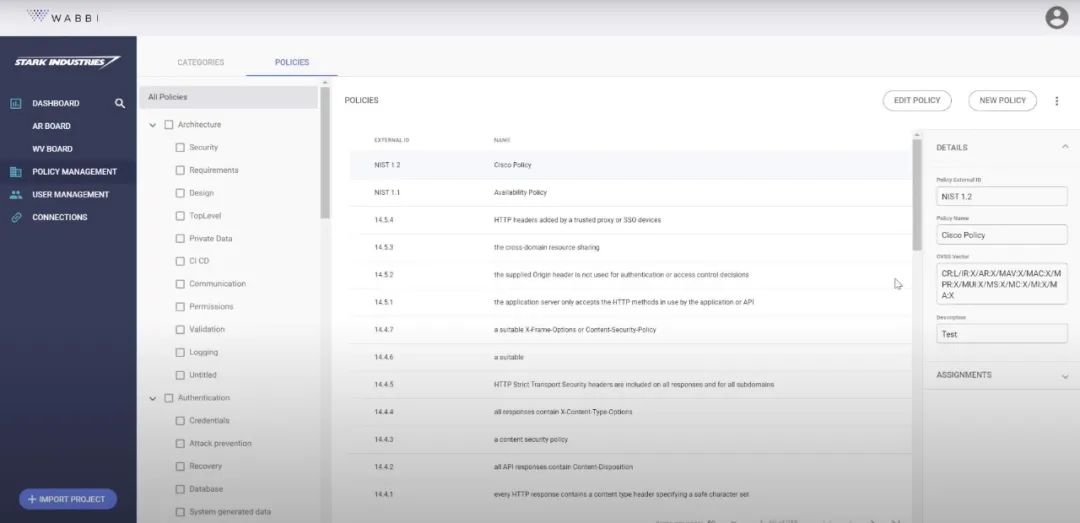 WABBI
STARK INDUSTRIES
DASHBOARD
AR BOARD
WV BOARD
POLICY MANAGEMENT
USER MANAGEMENT
CONNECTIONS
+ IMPORT PROJECT
CATEGORIES
POLICIES
All Policies
Architecture
Security
Requirements
Design
TopLevel
Private Data
CI CD
Communication
Permissions
Validation
Logging
Untitled
Authentication
Credentials
Attack prevention
Recovery
Database
System generated data
POLICIES
EDIT POLICY
NEW POLICY
EXTERNAL ID NAME
NIST 1.2 Cisco Policy
NIST 1.1 Availability Policy
14.5.4 HTTP headers added by a trusted proxy or SSO devices
14.5.3 the cross-domain resource sharing
14.5.2 the supplied Origin header is not used for authentication or access control decisions
14.5.1 the application server only accepts the HTTP methods in use by the application or API
14.4.7 a suitable X-Frame-Options or Content-Security-Policy
14.4.6 a suitable
14.4.5 HTTP Strict Transport Security headers are included on all responses and for all subdomains
14.4.4 all responses contain X-Content-Type-Options
14.4.3 a content security policy
14.4.2 all API responses contain Content-Disposition
14.4.1 every HTTP response contains a content type header specifying a safe character set
DETAILS
Policy External ID
NIST 1.2
Policy Name
Cisco Policy
CVSS Vector
CR:L/IR:X/AR:X/MAV:X/MAC:X/M
PR:X/MUI:X/MS:X/MC:X/MI:X/M
A:X
Description
Test
ASSIGNMENTS